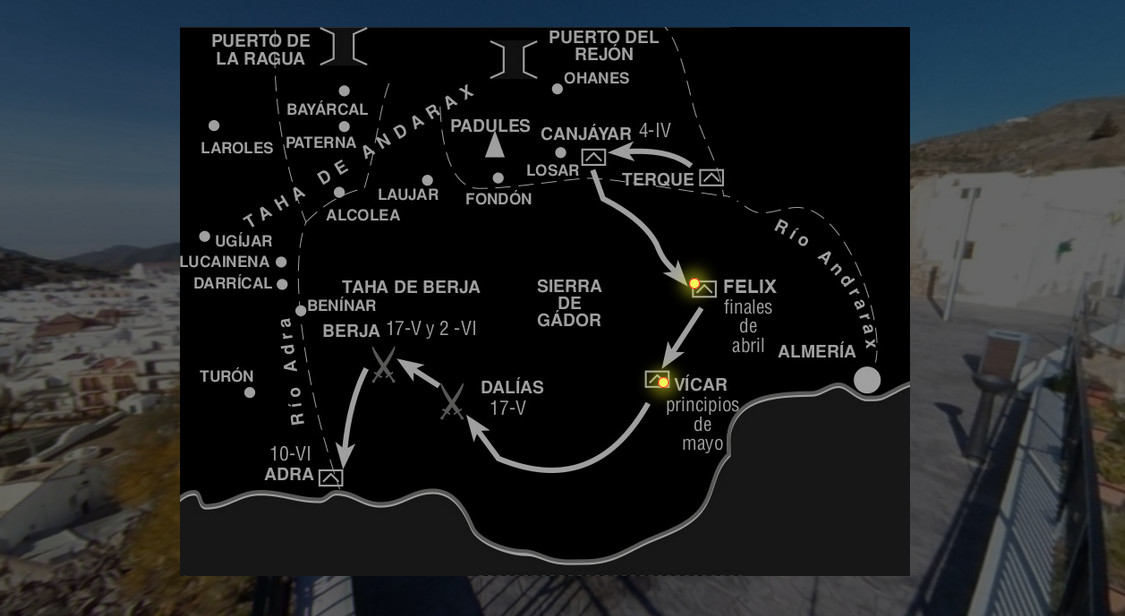 PUERTO DE
LA RAGUA
PUERTO DEL
REJÓN
OHANES
BAYÁRCAL
LAROLES
PATERNA
TAHA DE ANDARAX
PADULES
CANJÁYAR 4-IV
LOSAR
TERQUE
LAUJAR
FONDÓN
ALCOLEA
UGÍJAR
LUCAINENA
DARRÍCAL
BENÍNAR
TAHA DE BERJA
SIERRA
DE
GÁDOR
FELIX
finales
de
abril
Río Andrarax
ALMERÍA
BERJA 17-V y 2 -VI
Río Adra
TURÓN
DALÍAS
17-V
VÍCAR
principios
de
mayo
10-VI
ADRA